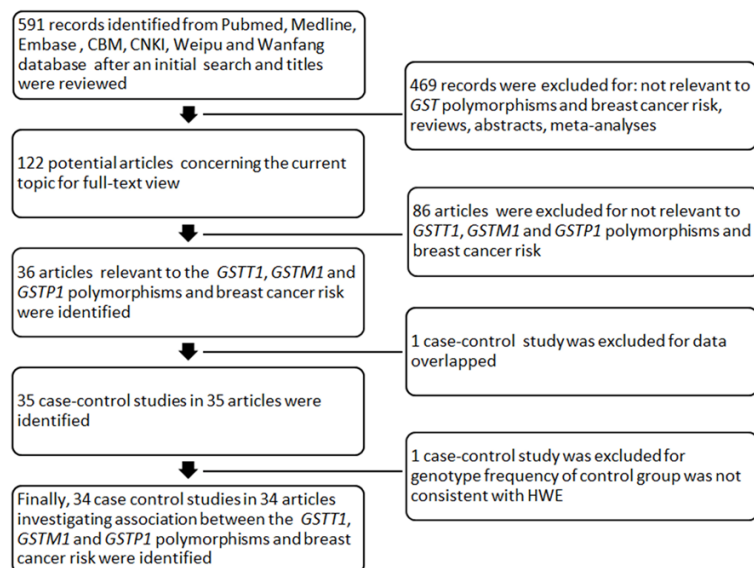 591 records identified from Pubmed, Medline,
Embase , CBM, CNKI, Weipu and Wanfang
database after an initial search and titles
were reviewed
469 records were excluded for: not relevant
to GST polymorphisms and breast cancer risk,
reviews, abstracts, meta-analyses
122 potential articles concerning the current
topic for full-text view
86 articles were excluded for not relevant to
GSTT1, GSTM1 and GSTP1 polymorphisms and
breast cancer risk
36 articles relevant to the GSTT1, GSTM1 and
GSTP1 polymorphisms and breast cancer risk
were identified
1 case-control study was excluded for data
overlapped
35 case-control studies in 35 articles were
identified
1 case-control study was excluded for
genotype frequency of control group was not
consistent with HWE
Finally, 34 case control studies in 34 articles
investigating association between the GSTT1,
GSTM1 and GSTP1 polymorphisms and breast
cancer risk were identified